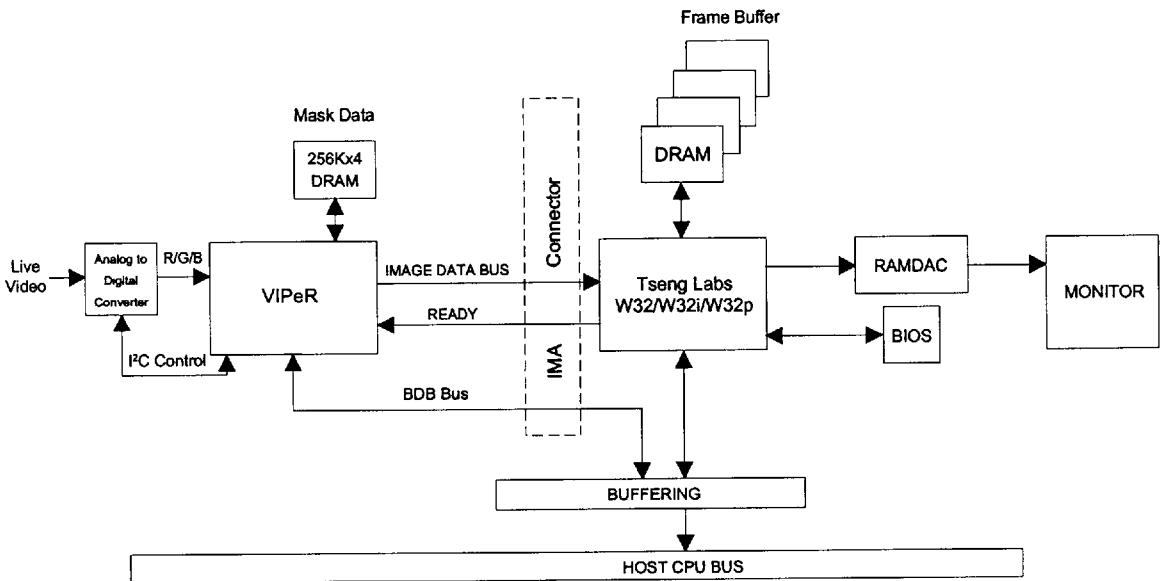 Frame Buffer
Mask Data
256Kx4
DRAM
DRAM
Connector
IMA
Live
Video
Analog to
Digital
Converter
R/G/B
VIPeR
IMAGE DATA BUS
READY
I²C Control
BDB Bus
Tseng Labs
W32/W32i/W32p
RAMDAC
BIOS
MONITOR
BUFFERING
HOST CPU BUS